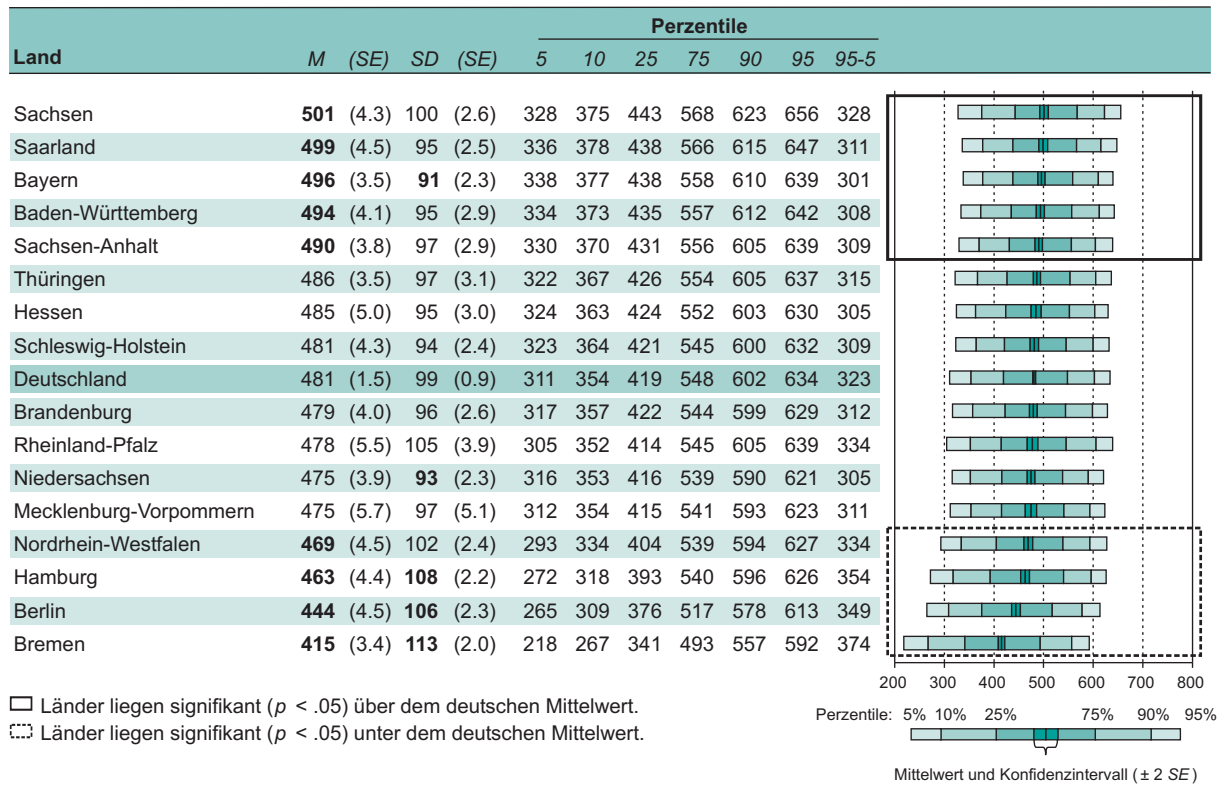 Perzentile
Land M (SE) SD (SE) 5 10 25 75 90 95 95-5
Sachsen 501 (4.3) 100 (2.6) 328 375 443 568 623 656 328
Saarland 499 (4.5) 95 (2.5) 336 378 438 566 615 647 311
Bayern 496 (3.5) 91 (2.3) 338 377 438 558 610 639 301
Baden-Württemberg 494 (4.1) 95 (2.9) 334 373 435 557 612 642 308
Sachsen-Anhalt 490 (3.8) 97 (2.9) 330 370 431 556 605 639 309
Thüringen 486 (3.5) 97 (3.1) 322 367 426 554 605 637 315
Hessen 485 (5.0) 95 (3.0) 324 363 424 552 603 630 305
Schleswig-Holstein 481 (4.3) 94 (2.4) 323 364 421 545 600 632 309
Deutschland 481 (1.5) 99 (0.9) 311 354 419 548 602 634 323
Brandenburg 479 (4.0) 96 (2.6) 317 357 422 544 599 629 312
Rheinland-Pfalz 478 (5.5) 105 (3.9) 305 352 414 545 605 639 334
Niedersachsen 475 (3.9) 93 (2.3) 316 353 416 539 590 621 305
Mecklenburg-Vorpommern 475 (5.7) 97 (5.1) 312 354 415 541 593 623 311
Nordrhein-Westfalen 469 (4.5) 102 (2.4) 293 334 404 539 594 627 334
Hamburg 463 (4.4) 108 (2.2) 272 318 393 540 596 626 354
Berlin 444 (4.5) 106 (2.3) 265 309 376 517 578 613 349
Bremen 415 (3.4) 113 (2.0) 218 267 341 493 557 592 374
200 300 400 500 600 700 800
Länder liegen signifikant (p < .05) über dem deutschen Mittelwert.
Länder liegen signifikant (p < .05) unter dem deutschen Mittelwert.
Perzentile: 5% 10% 25% 75% 90% 95%
Mittelwert und Konfidenzintervall (± 2 SE)